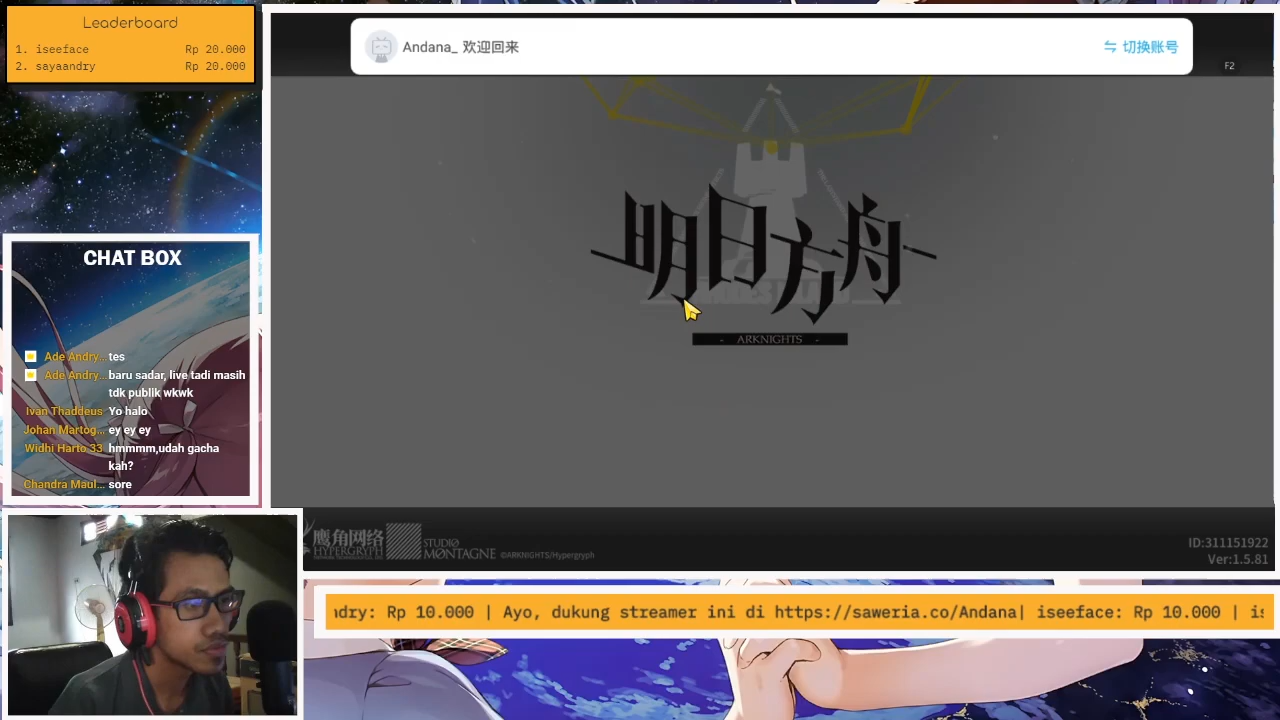 Leaderboard
1. iseeface Rp 20.000
2. sayaandry Rp 20.000
Andana_ 欢迎回来
切换账号
F2
明日方舟
- ARKNIGHTS -
CHAT BOX
Ade Andry... tes
Ade Andry... baru sadar, live tadi masih
tdk publik wkwk
Ivan Thaddeus Yo halo
Johan Martog... ey ey ey
Widhi Harto 33 hmmmm,udah gacha
kah?
Chandra Maul... sore
鹰角网络
HYPERGRYPH
STUDIO
MØNTAGNE ©ARKNIGHTS/Hypergryph
ID:311151922
Ver:1.5.81
dry: Rp 10.000 | Ayo, dukung streamer ini di https://saweria.co/Andana| iseeface: Rp 10.000 | is